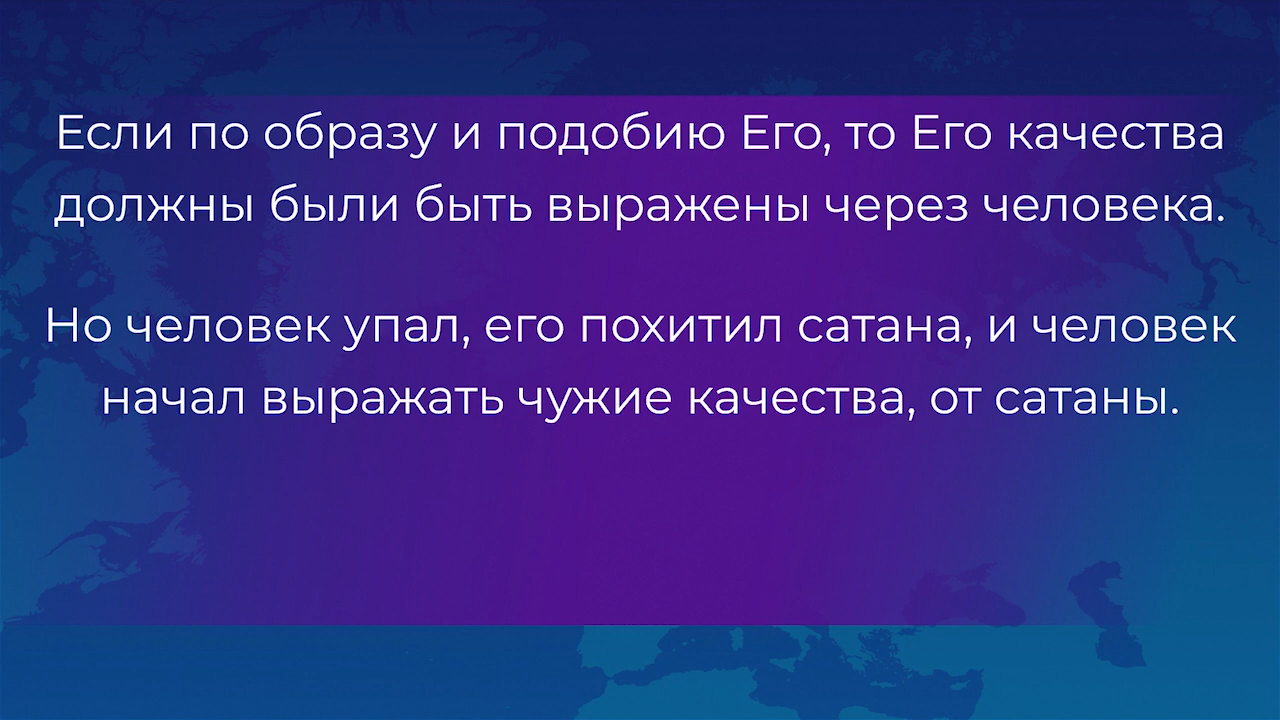 Если по образу и подобию Его, то Его качества
должны были быть выражены через человека.
Но человек упал, его похитил сатана, и человек
начал выражать чужие качества, от сатаны.